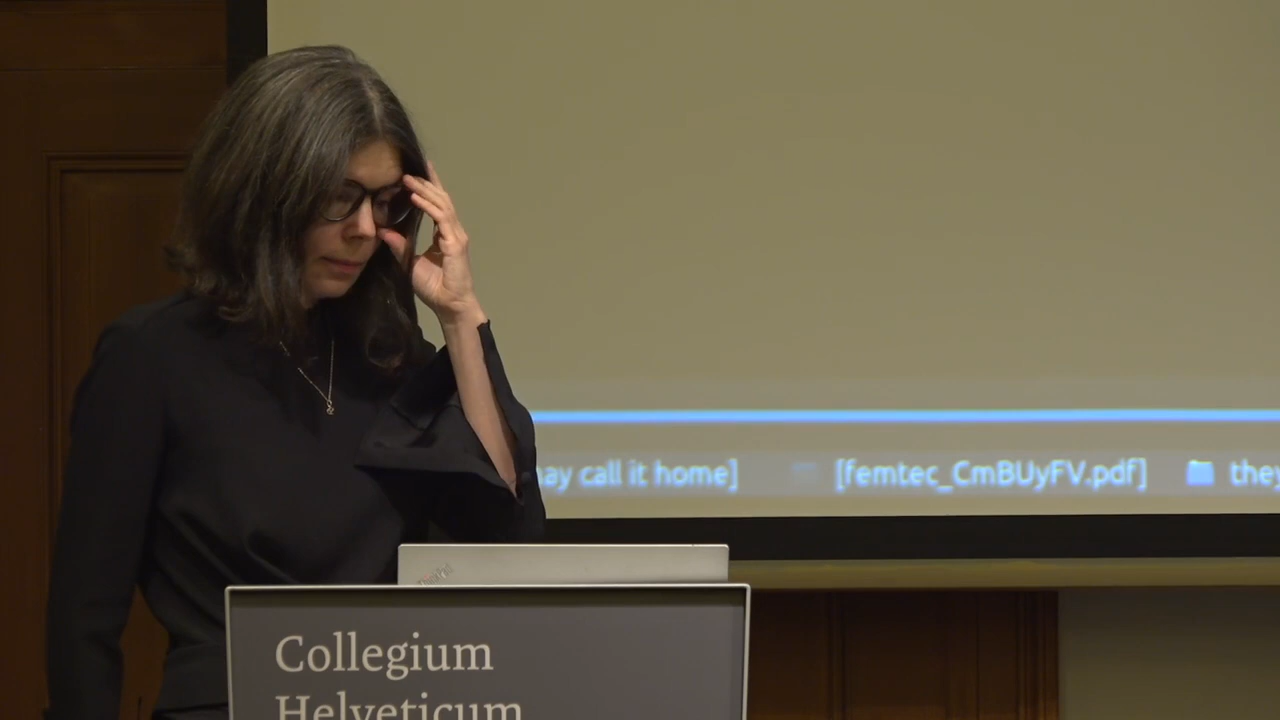 ay call it home]
[femtec_CmBUyFV.pdf]
they
Collegium
Helveticum